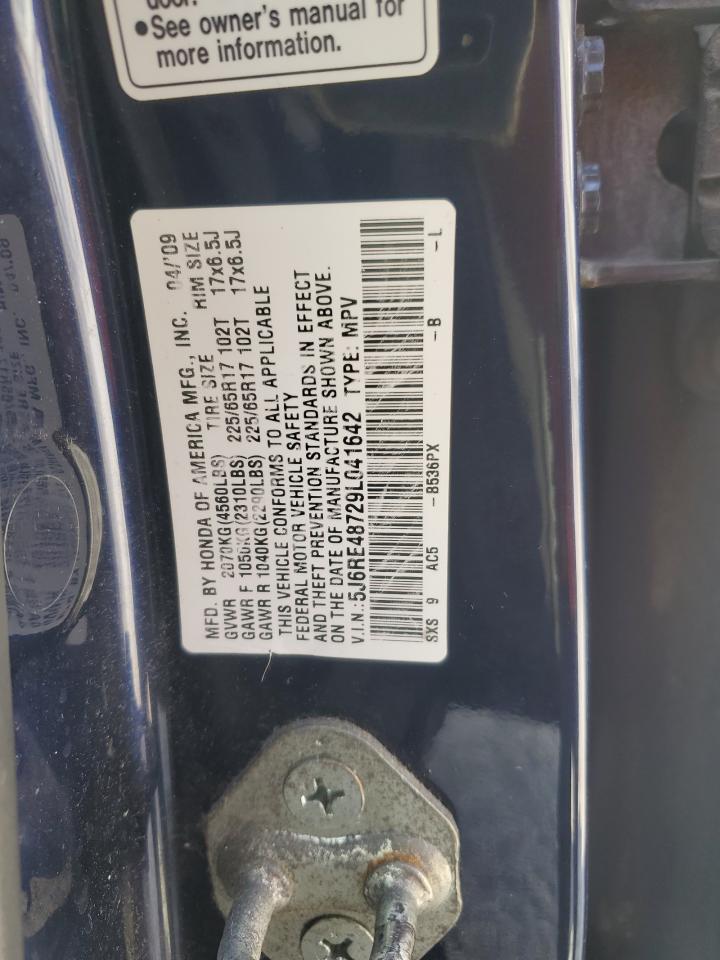 door.
•See owner's manual for
more information.
MFD. BY HONDA OF AMERICA MFG., INC. 04/'09
GVWR 2070KG(4560LBS) TIRE SIZE RIM SIZE
GAWR F 1050KG(2310LBS) 225/65R17 102T 17x6.5J
GAWR R 1040KG(2290LBS) 225/65R17 102T 17x6.5J
THIS VEHICLE CONFORMS TO ALL APPLICABLE
FEDERAL MOTOR VEHICLE SAFETY
AND THEFT PREVENTION STANDARDS IN EFFECT
ON THE DATE OF MANUFACTURE SHOWN ABOVE.
V.I.N.:5J6RE48729L041642 TYPE: MPV
SXS 9 AC5 -B536PX -B -L